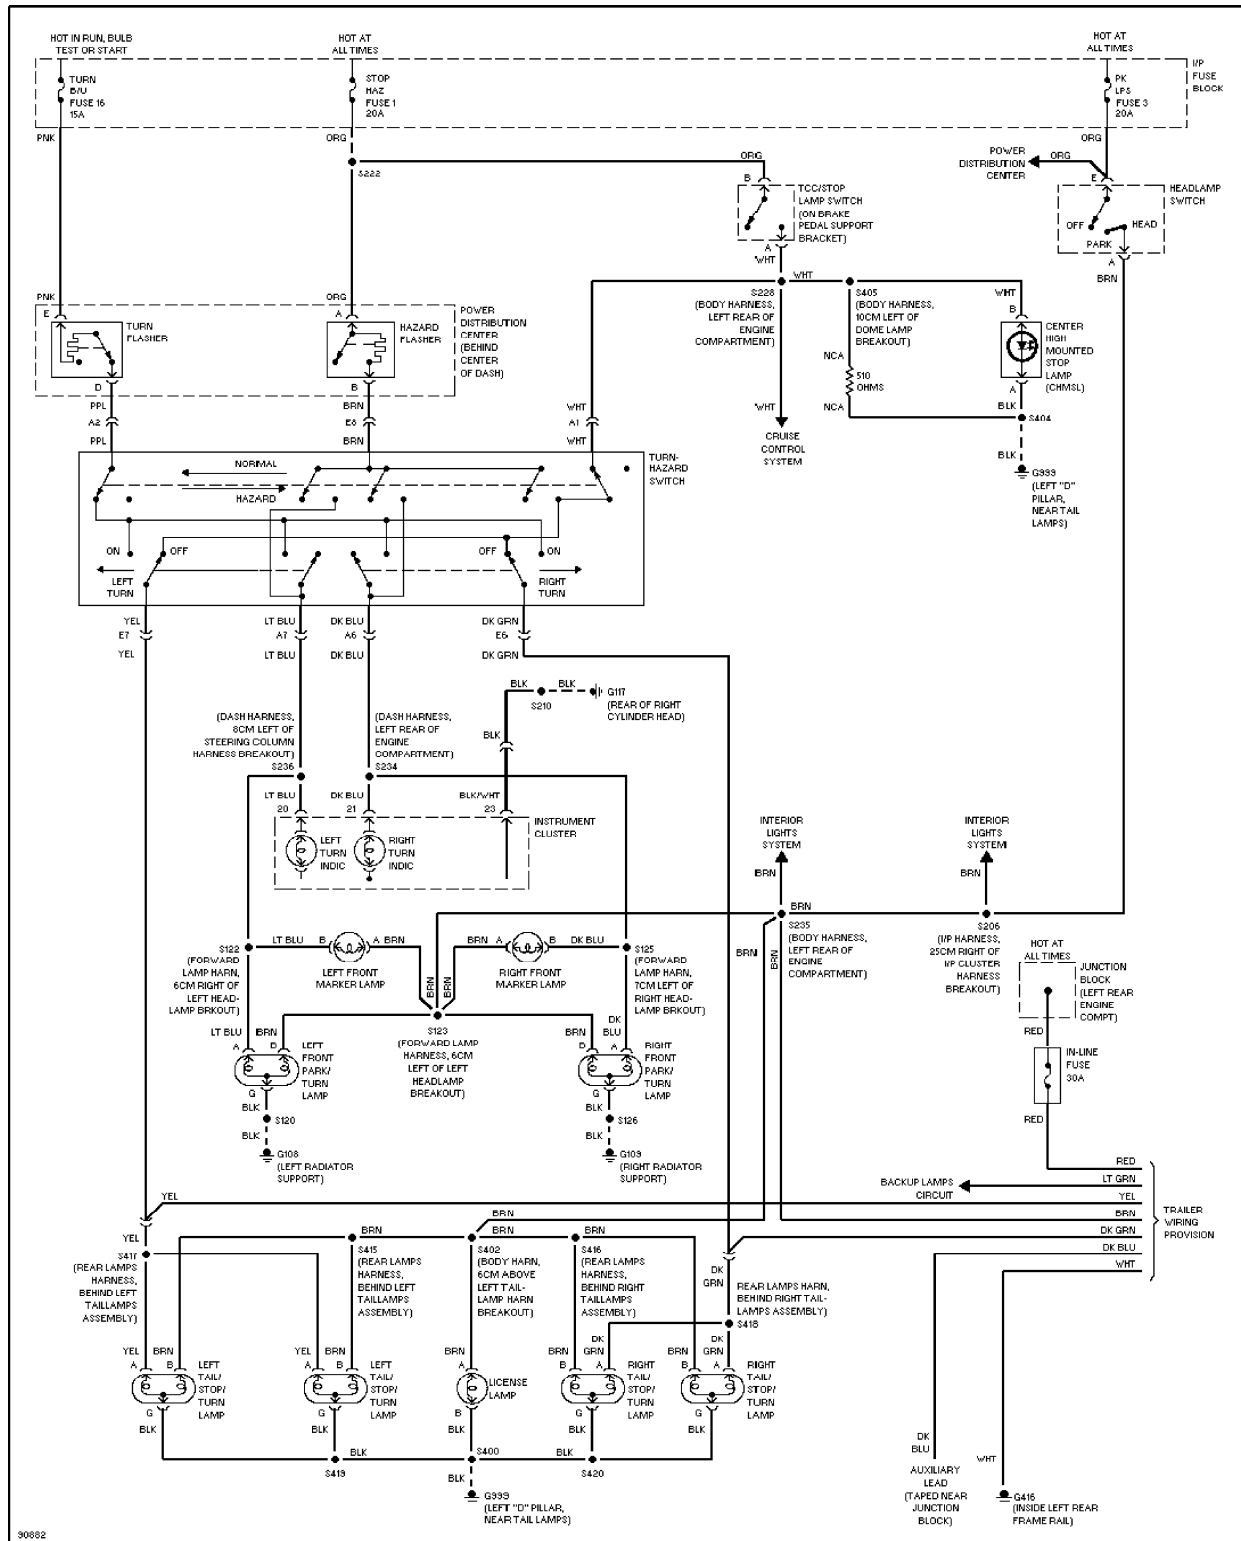 HOT IN RUN, BULB
TEST OR START
HOT AT
ALL TIMES
HOT AT
ALL TIMES
TURN
B/U
FUSE 16
15A
STOP
HAZ
FUSE 1
20A
PK
LPS
FUSE 3
20A
I/P
FUSE
BLOCK
PNK
ORG
ORG
S222
ORG
POWER
DISTRIBUTION
CENTER
ORG
B
TCC/STOP
LAMP SWITCH
(ON BRAKE
PEDAL SUPPORT
BRACKET)
A
WHT
E
HEADLAMP
SWITCH
OFF
HEAD
PARK
A
BRN
WHT
S228
(BODY HARNESS,
LEFT REAR OF
ENGINE
COMPARTMENT)
S405
(BODY HARNESS,
10CM LEFT OF
DOME LAMP
BREAKOUT)
WHT
B
CENTER
HIGH
MOUNTED
STOP
LAMP
(CHMSL)
A
BLK
S404
BLK
G999
(LEFT "D"
PILLAR,
NEAR TAIL
LAMPS)
NCA
510
OHMS
NCA
WHT
CRUISE
CONTROL
SYSTEM
PNK
E
TURN
FLASHER
D
ORG
A
HAZARD
FLASHER
B
POWER
DISTRIBUTION
CENTER
(BEHIND
CENTER
OF DASH)
PPL
A2
PPL
BRN
E8
BRN
WHT
A1
WHT
TURN-
HAZARD
SWITCH
NORMAL
HAZARD
ON
OFF
LEFT
TURN
OFF
ON
RIGHT
TURN
YEL
E7
YEL
LT BLU
A7
LT BLU
DK BLU
A6
DK BLU
DK GRN
E6
DK GRN
BLK
BLK
S210
G117
(REAR OF RIGHT
CYLINDER HEAD)
BLK
(DASH HARNESS,
8CM LEFT OF
STEERING COLUMN
HARNESS BREAKOUT)
S236
(DASH HARNESS,
LEFT REAR OF
ENGINE
COMPARTMENT)
S234
LT BLU
20
DK BLU
21
BLK/WHT
23
INSTRUMENT
CLUSTER
LEFT
TURN
INDIC
RIGHT
TURN
INDIC
INTERIOR
LIGHTS
SYSTEM
BRN
INTERIOR
LIGHTS
SYSTEM
BRN
BRN
S235
(BODY HARNESS,
LEFT REAR OF
ENGINE
COMPARTMENT)
BRN
BRN
S206
(I/P HARNESS,
25CM RIGHT OF
I/P CLUSTER
HARNESS
BREAKOUT)
HOT AT
ALL TIMES
JUNCTION
BLOCK
(LEFT REAR
ENGINE
COMPT)
RED
IN-LINE
FUSE
30A
RED
S122
(FORWARD
LAMP HARN,
6CM RIGHT OF
LEFT HEAD-
LAMP BRKOUT)
LT BLU
B
A
BRN
LEFT FRONT
MARKER LAMP
BRN
A
B
DK BLU
RIGHT FRONT
MARKER LAMP
BRN
BRN
BRN
S125
(FORWARD
LAMP HARN,
7CM LEFT OF
RIGHT HEAD-
LAMP BRKOUT)
S123
(FORWARD LAMP
HARNESS, 6CM
LEFT OF LEFT
HEADLAMP
BREAKOUT)
LT BLU
A
BRN
D
LEFT
FRONT
PARK/
TURN
LAMP
G
BLK
S120
BLK
G108
(LEFT RADIATOR
SUPPORT)
BRN
D
DK
BLU
A
RIGHT
FRONT
PARK/
TURN
LAMP
G
BLK
S126
BLK
G109
(RIGHT RADIATOR
SUPPORT)
RED
BACKUP LAMPS
CIRCUIT
LT GRN
YEL
YEL
BRN
DK GRN
DK BLU
WHT
TRAILER
WIRING
PROVISION
YEL
S417
(REAR LAMPS
HARNESS,
BEHIND LEFT
TAILLAMPS
ASSEMBLY)
BRN
S415
(REAR LAMPS
HARNESS,
BEHIND LEFT
TAILLAMPS
ASSEMBLY)
BRN
BRN
S402
(BODY HARN,
6CM ABOVE
LEFT TAIL-
LAMP HARN
BREAKOUT)
BRN
S416
(REAR LAMPS
HARNESS,
BEHIND RIGHT
TAILLAMPS
ASSEMBLY)
DK
GRN
REAR LAMPS HARN,
BEHIND RIGHT TAIL-
LAMPS ASSEMBLY)
S418
YEL
A
BRN
B
LEFT
TAIL/
STOP/
TURN
LAMP
G
BLK
YEL
A
BRN
B
LEFT
TAIL/
STOP/
TURN
LAMP
G
BLK
BRN
A
LICENSE
LAMP
B
BLK
BRN
B
DK
GRN
A
RIGHT
TAIL/
STOP/
TURN
LAMP
G
BLK
BRN
B
DK
GRN
A
RIGHT
TAIL/
STOP/
TURN
LAMP
G
BLK
S419
BLK
S400
BLK
S420
BLK
G999
(LEFT "D" PILLAR,
NEAR TAIL LAMPS)
DK
BLU
AUXILIARY
LEAD
(TAPED NEAR
JUNCTION
BLOCK)
WHT
G416
(INSIDE LEFT REAR
FRAME RAIL)
90882